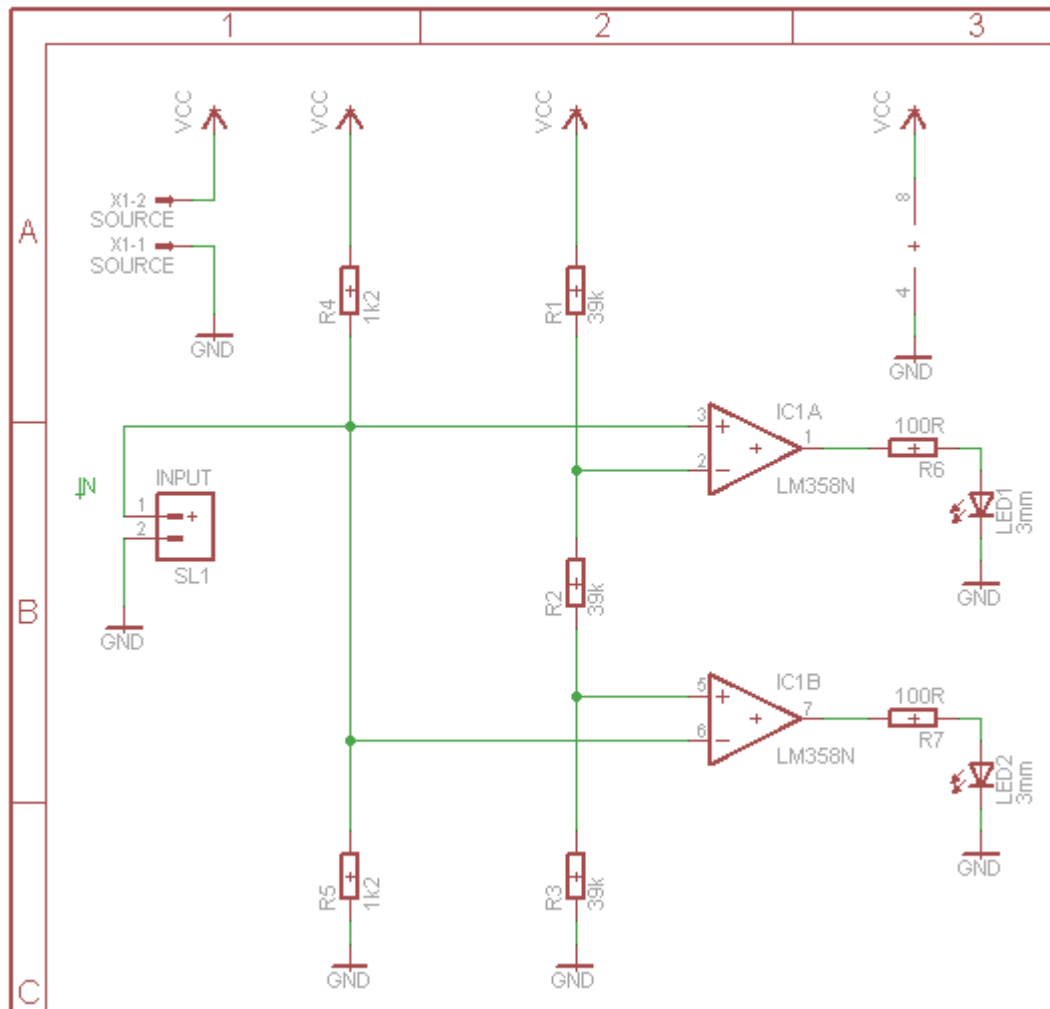 1 2 3
VCC VCC VCC VCC
X1-2
SOURCE
X1-1
SOURCE
GND
A
R4 1k2
R1 39k
8
4
GND
IC1A
3 + 1
2 -
LM358N
100R
R6
LED1
3mm
GND
IN
INPUT
1
2
SL1
GND
B
R2 39k
IC1B
5 + 7
6 -
LM358N
100R
R7
LED2
3mm
GND
R5 1k2
R3 39k
GND GND
C